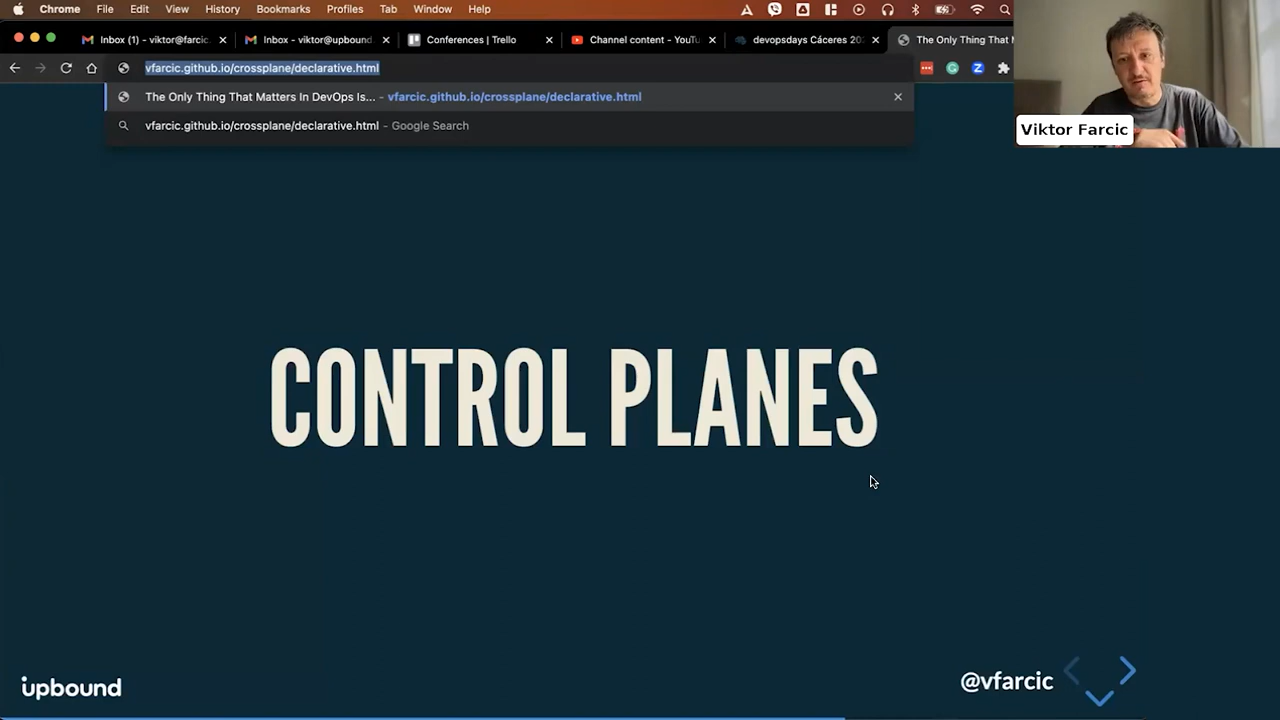 Chrome File Edit View History Bookmarks Profiles Tab Window Help
Inbox (1) - viktor@farcic. Inbox - viktor@upbound Conferences | Trello Channel content - YouTu devopsdays Cáceres 202 The Only Thing That M
vfarcic.github.io/crossplane/declarative.html
The Only Thing That Matters In DevOps Is... - vfarcic.github.io/crossplane/declarative.html
vfarcic.github.io/crossplane/declarative.html - Google Search
Viktor Farcic
CONTROL PLANES
upbound
@vfarcic